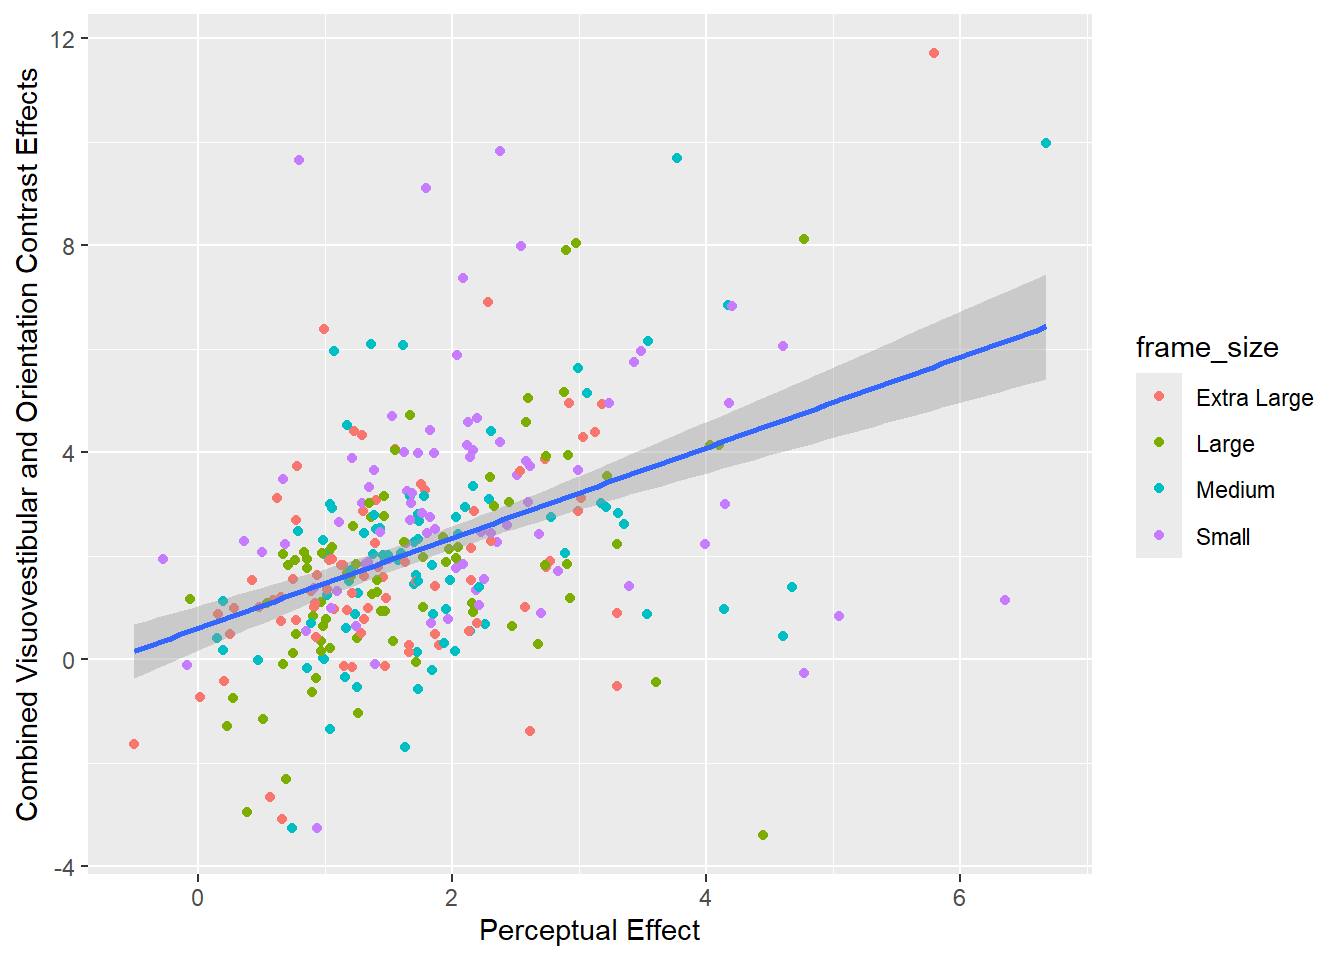 Combined Visuovestibular and Orientation Contrast Effects
12
8
4
0
-4
0 2 4 6
Perceptual Effect
frame_size
Extra Large
Large
Medium
Small